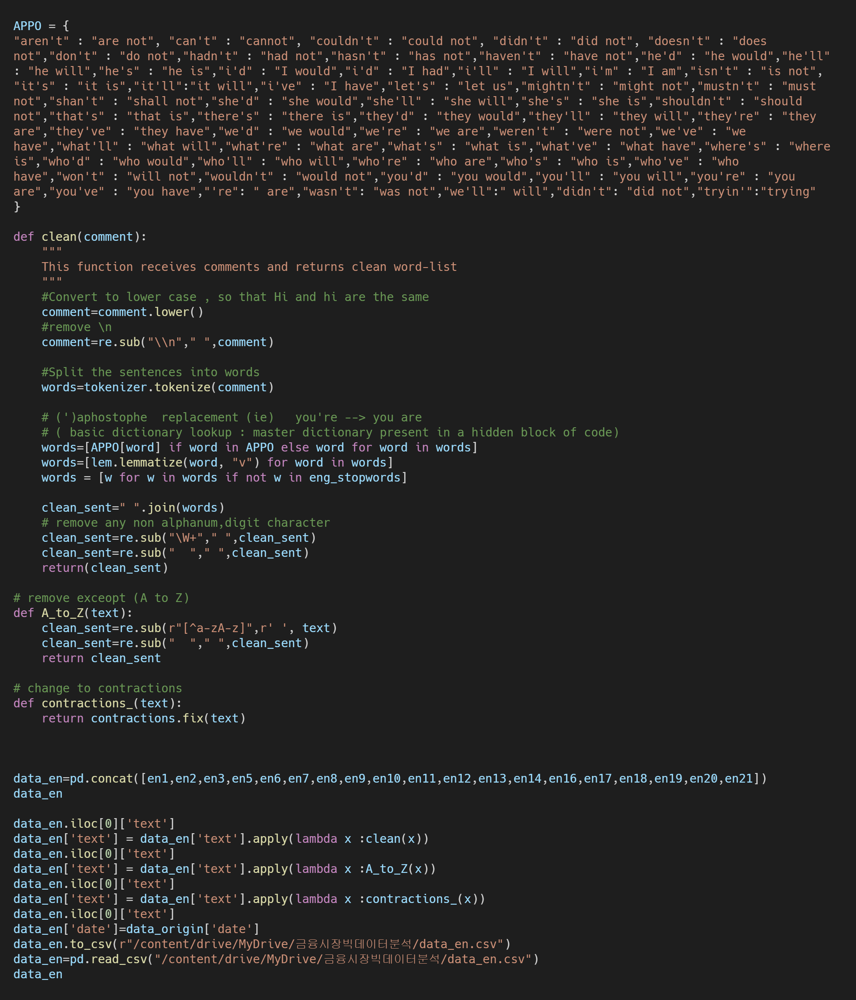 APPO = {
"aren't" : "are not", "can't" : "cannot", "couldn't" : "could not", "didn't" : "did not", "doesn't" : "does
not","don't" : "do not","hadn't" : "had not","hasn't" : "has not","haven't" : "have not","he'd" : "he would","he'll"
: "he will","he's" : "he is","i'd" : "I would","i'd" : "I had","i'll" : "I will","i'm" : "I am","isn't" : "is not",
"it's" : "it is","it'll":"it will","i've" : "I have","let's" : "let us","mightn't" : "might not","mustn't" : "must
not","shan't" : "shall not","she'd" : "she would","she'll" : "she will","she's" : "she is","shouldn't" : "should
not","that's" : "that is","there's" : "there is","they'd" : "they would","they'll" : "they will","they're" : "they
are","they've" : "they have","we'd" : "we would","we're" : "we are","weren't" : "were not","we've" : "we
have","what'll" : "what will","what're" : "what are","what's" : "what is","what've" : "what have","where's" : "where
is","who'd" : "who would","who'll" : "who will","who're" : "who are","who's" : "who is","who've" : "who
have","won't" : "will not","wouldn't" : "would not","you'd" : "you would","you'll" : "you will","you're" : "you
are","you've" : "you have","'re": " are","wasn't": "was not","we'll":" will","didn't": "did not","tryin'":"trying"
}
def clean(comment):
    """
    This function receives comments and returns clean word-list
    """
    #Convert to lower case , so that Hi and hi are the same
    comment=comment.lower()
    #remove \n
    comment=re.sub("\\n"," ",comment)
    #Split the sentences into words
    words=tokenizer.tokenize(comment)
    # (')aphostophe  replacement (ie)   you're --> you are
    # ( basic dictionary lookup : master dictionary present in a hidden block of code)
    words=[APPO[word] if word in APPO else word for word in words]
    words=[lem.lemmatize(word, "v") for word in words]
    words = [w for w in words if not w in eng_stopwords]
    clean_sent=" ".join(words)
    # remove any non alphanum,digit character
    clean_sent=re.sub("\W+"," ",clean_sent)
    clean_sent=re.sub("  "," ",clean_sent)
    return(clean_sent)
# remove exceopt (A to Z)
def A_to_Z(text):
    clean_sent=re.sub(r"[^a-zA-z]",r' ', text)
    clean_sent=re.sub("  "," ",clean_sent)
    return clean_sent
# change to contractions
def contractions_(text):
    return contractions.fix(text)
data_en=pd.concat([en1,en2,en3,en5,en6,en7,en8,en9,en10,en11,en12,en13,en14,en16,en17,en18,en19,en20,en21])
data_en
data_en.iloc[0]['text']
data_en['text'] = data_en['text'].apply(lambda x :clean(x))
data_en.iloc[0]['text']
data_en['text'] = data_en['text'].apply(lambda x :A_to_Z(x))
data_en.iloc[0]['text']
data_en['text'] = data_en['text'].apply(lambda x :contractions_(x))
data_en.iloc[0]['text']
data_en['date']=data_origin['date']
data_en.to_csv(r"/content/drive/MyDrive/금융시장빅데이터분석/data_en.csv")
data_en=pd.read_csv("/content/drive/MyDrive/금융시장빅데이터분석/data_en.csv")
data_en